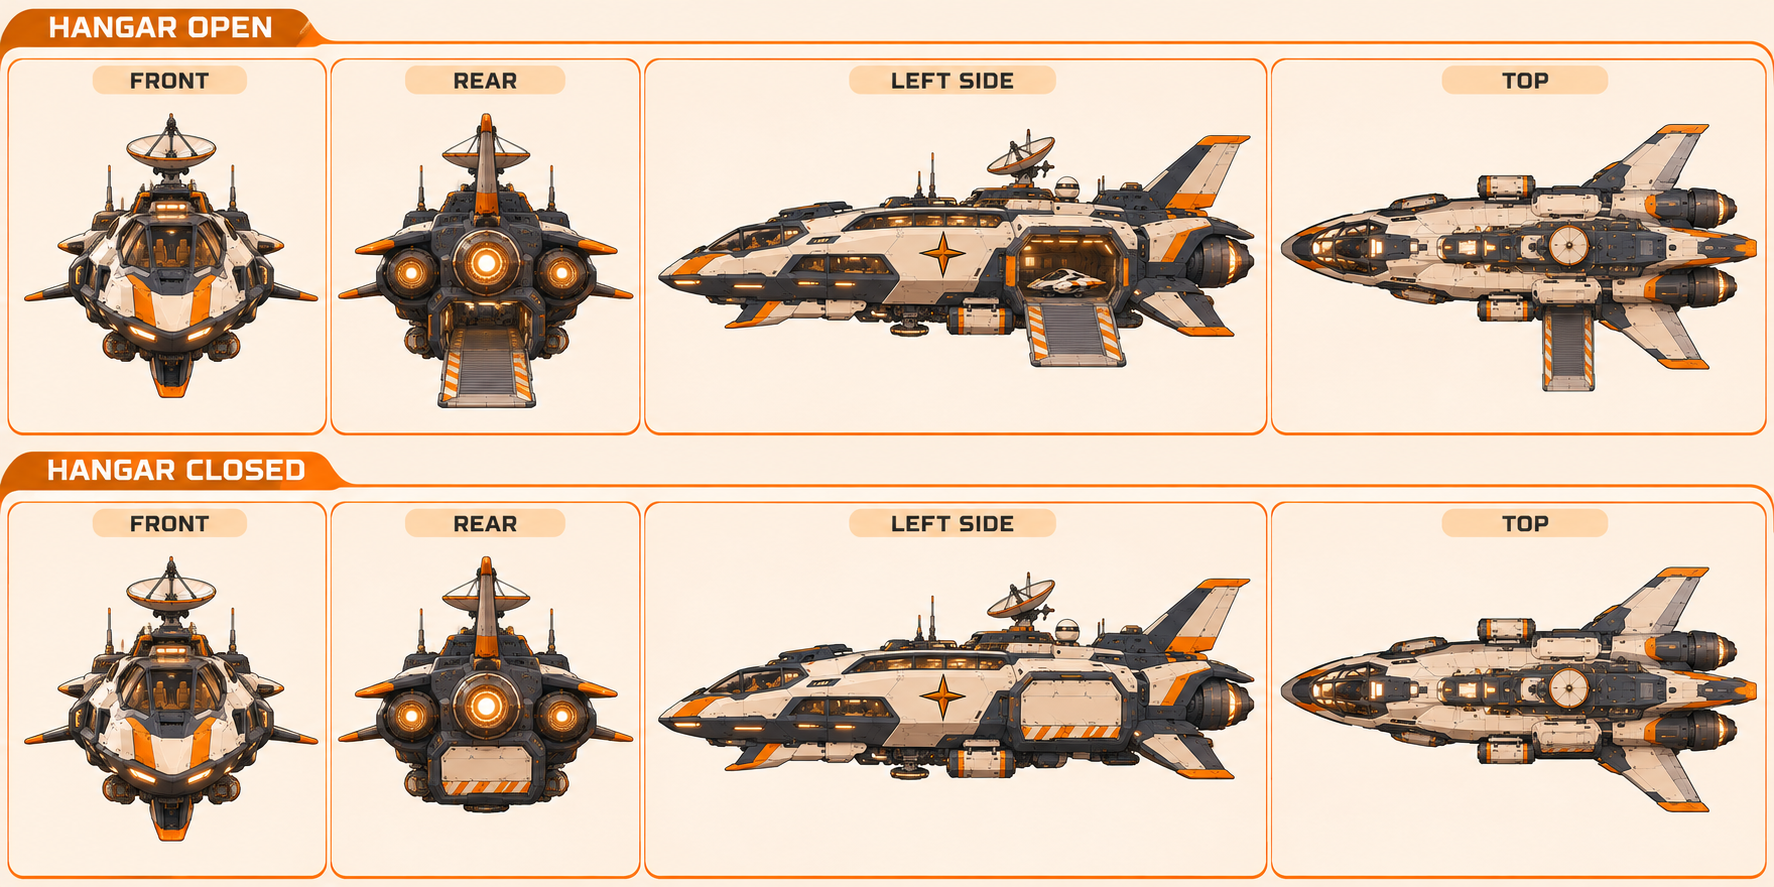 HANGAR OPEN
FRONT
REAR
LEFT SIDE
TOP
HANGAR CLOSED
FRONT
REAR
LEFT SIDE
TOP